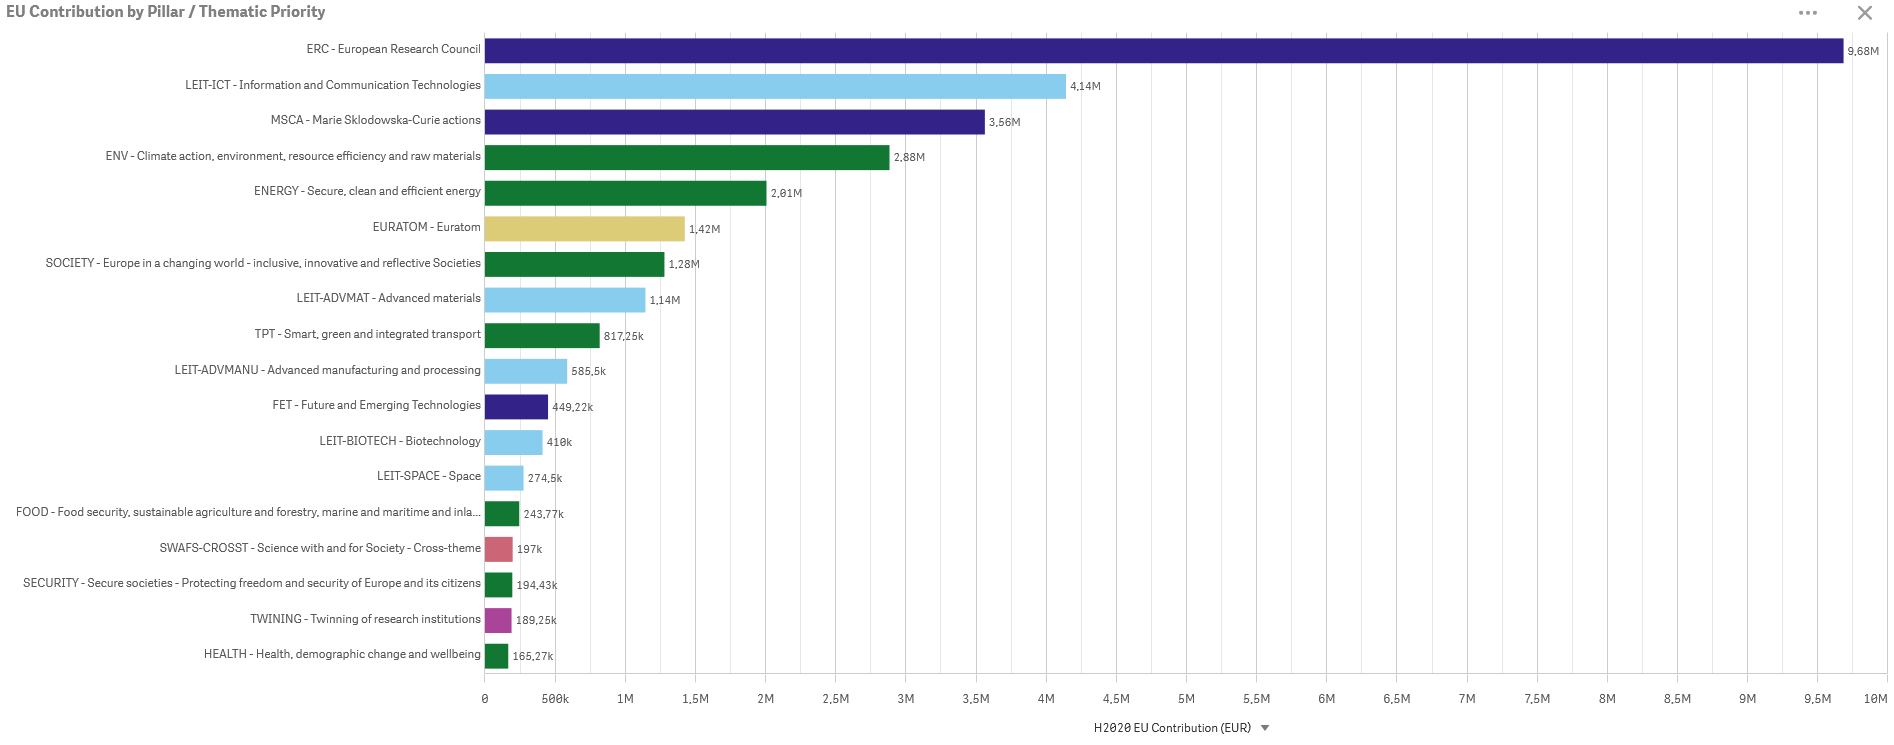 EU Contribution by Pillar / Thematic Priority
ERC - European Research Council 9,68M
LEIT-ICT - Information and Communication Technologies 4,14M
MSCA - Marie Sklodowska-Curie actions 3,56M
ENV - Climate action, environment, resource efficiency and raw materials 2,88M
ENERGY - Secure, clean and efficient energy 2,01M
EURATOM - Euratom 1,42M
SOCIETY - Europe in a changing world - inclusive, innovative and reflective Societies 1,28M
LEIT-ADVMAT - Advanced materials 1,14M
TPT - Smart, green and integrated transport 817,25k
LEIT-ADVMANU - Advanced manufacturing and processing 585,5k
FET - Future and Emerging Technologies 449,22k
LEIT-BIOTECH - Biotechnology 410k
LEIT-SPACE - Space 274,5k
FOOD - Food security, sustainable agriculture and forestry, marine and maritime and inla... 243,77k
SWAFS-CROSST - Science with and for Society - Cross-theme 197k
SECURITY - Secure societies - Protecting freedom and security of Europe and its citizens 194,43k
TWINING - Twinning of research institutions 189,25k
HEALTH - Health, demographic change and wellbeing 165,27k
0 500k 1M 1,5M 2M 2,5M 3M 3,5M 4M 4,5M 5M 5,5M 6M 6,5M 7M 7,5M 8M 8,5M 9M 9,5M 10M
H2020 EU Contribution (EUR)